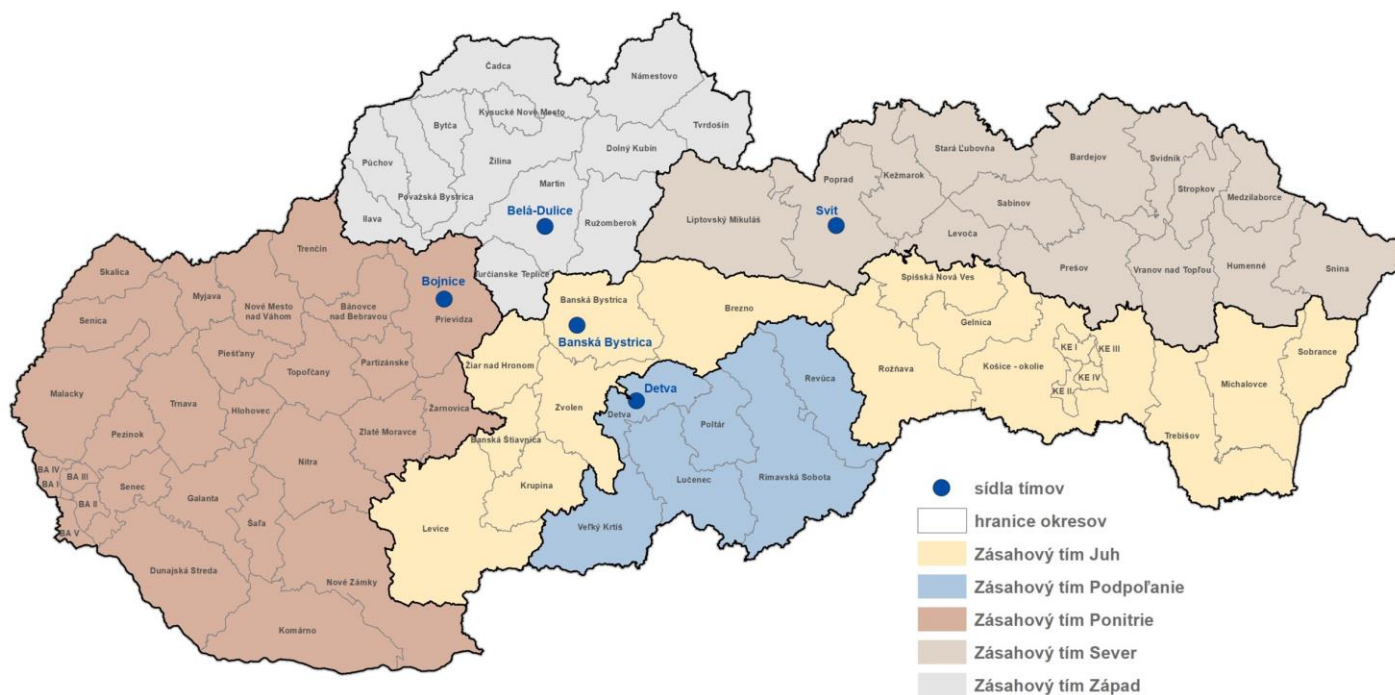 Čadca
Námestovo
Kysucké Nové Mesto
Bytča
Tvrdošín
Dolný Kubín
Púchov
Žilina
Považská Bystrica
Martin
Ilava
Belá-Dulice
Ružomberok
Turčianske Teplice
Stará Ľubovňa
Bardejov
Svidník
Poprad
Kežmarok
Stropkov
Medzilaborce
Sabinov
Liptovský Mikuláš
Svit
Levoča
Prešov
Vranov nad Topľou
Humenné
Snina
Trenčín
Skalica
Myjava
Nové Mesto
nad Váhom
Bánovce
nad Bebravou
Bojnice
Prievidza
Senica
Piešťany
Partizánske
Topoľčany
Malacky
Trnava
Hlohovec
Žarnovica
Zlaté Moravce
Pezinok
Nitra
BA IV
BA I
BA III
BA II
BA V
Senec
Galanta
Šaľa
Dunajská Streda
Nové Zámky
Komárno
Banská Bystrica
Banská Bystrica
Brezno
Žiar nad Hronom
Zvolen
Banská Štiavnica
Krupina
Levice
Detva
Detva
Poltár
Revúca
Lučenec
Rimavská Sobota
Veľký Krtíš
Spišská Nová Ves
Gelnica
Rožňava
Košice - okolie
KE I
KE III
KE IV
KE II
Michalovce
Sobrance
Trebišov
sídla tímov
hranice okresov
Zásahový tím Juh
Zásahový tím Podpoľanie
Zásahový tím Ponitrie
Zásahový tím Sever
Zásahový tím Západ